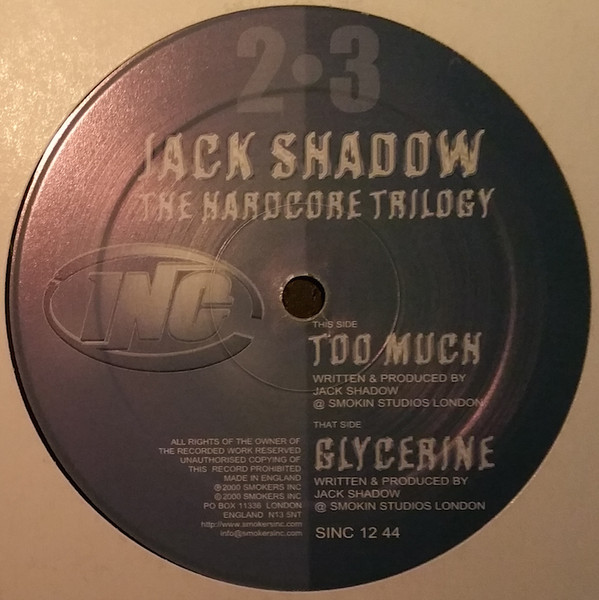 2•3
JACK SHADOW
THE HARDCORE TRILOGY
INC
THIS SIDE
TOO MUCH
WRITTEN & PRODUCED BY
JACK SHADOW
@ SMOKIN STUDIOS LONDON
THAT SIDE
GLYCERINE
WRITTEN & PRODUCED BY
JACK SHADOW
@ SMOKIN STUDIOS LONDON
SINC 12 44
ALL RIGHTS OF THE OWNER OF
THE RECORDED WORK RESERVED
UNAUTHORISED COPYING OF
THIS RECORD PROHIBITED
MADE IN ENGLAND
℗2000 SMOKERS INC
©2000 SMOKERS INC
PO BOX 11336 LONDON
ENGLAND N13 5NT
http://www.smokersinc.com
info@smokersinc.com